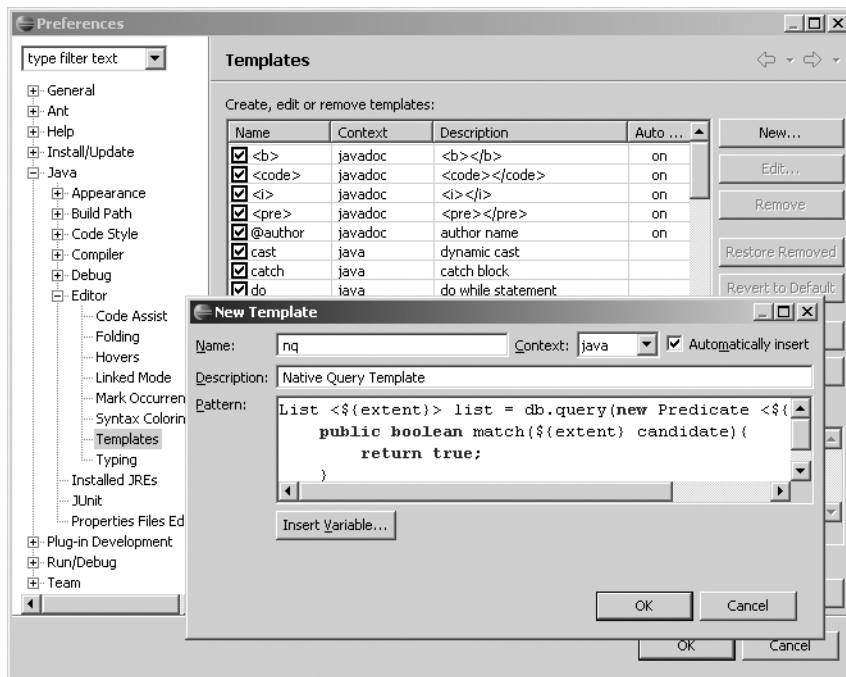 Preferences
type filter text
General
Ant
Help
Install/Update
Java
Appearance
Build Path
Code Style
Compiler
Debug
Editor
Code Assist
Folding
Hovers
Linked Mode
Mark Occurren
Syntax Colorin
Templates
Typing
Installed JREs
JUnit
Properties Files Ed
Plug-in Development
Run/Debug
Team
Templates
Create, edit or remove templates:
Name Context Description Auto ...
<b> javadoc <b></b> on
<code> javadoc <code></code> on
<i> javadoc <i></i> on
<pre> javadoc <pre></pre> on
@author javadoc author name on
cast java dynamic cast
catch java catch block
do java do while statement
New...
Edit...
Remove
Restore Removed
Revert to Default
New Template
Name: nq Context: java Automatically insert
Description: Native Query Template
Pattern:
List <${extent}> list = db.query(new Predicate <${
public boolean match(${extent} candidate){
return true;
}
Insert Variable...
OK Cancel
OK Cancel